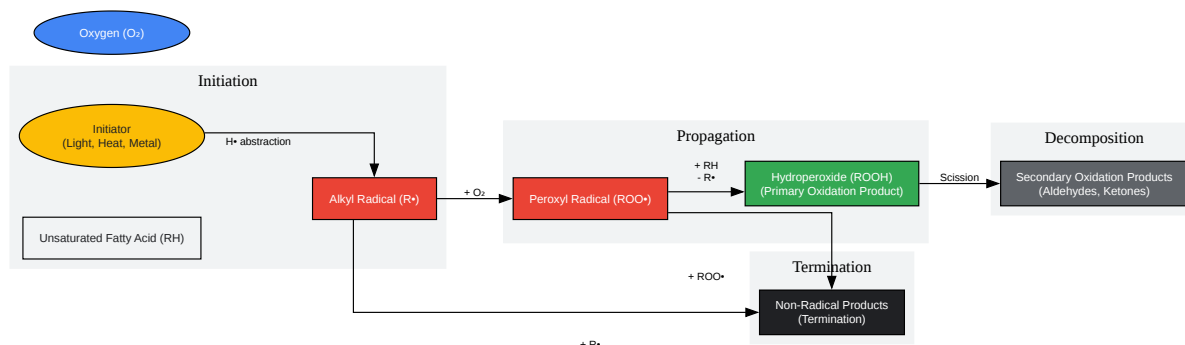 Oxygen (O₂)
Initiation
Initiator
(Light, Heat, Metal)
H• abstraction
Unsaturated Fatty Acid (RH)
Alkyl Radical (R•)
+ O₂
Propagation
Peroxyl Radical (ROO•)
+ RH
- R•
Hydroperoxide (ROOH)
(Primary Oxidation Product)
Scission
Decomposition
Secondary Oxidation Products
(Aldehydes, Ketones)
+ ROO•
Termination
Non-Radical Products
(Termination)
+ R•